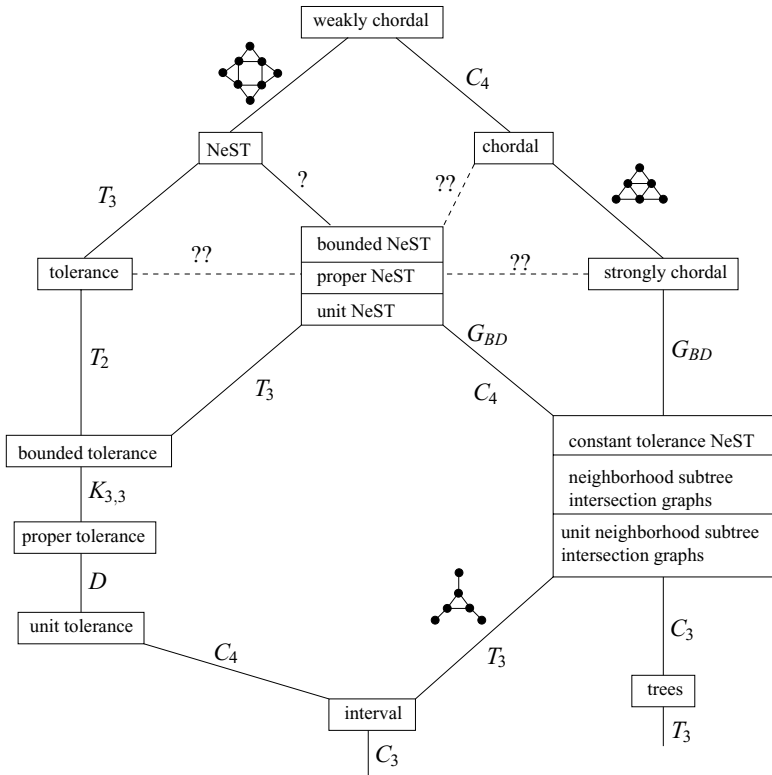 weakly chordal
C4
NeST
chordal
?
??
T3
bounded NeST
tolerance
??
proper NeST
??
strongly chordal
unit NeST
GBD
GBD
T2
T3
C4
constant tolerance NeST
bounded tolerance
neighborhood subtree
intersection graphs
K3,3
proper tolerance
unit neighborhood subtree
intersection graphs
D
unit tolerance
C4
T3
C3
trees
interval
T3
C3